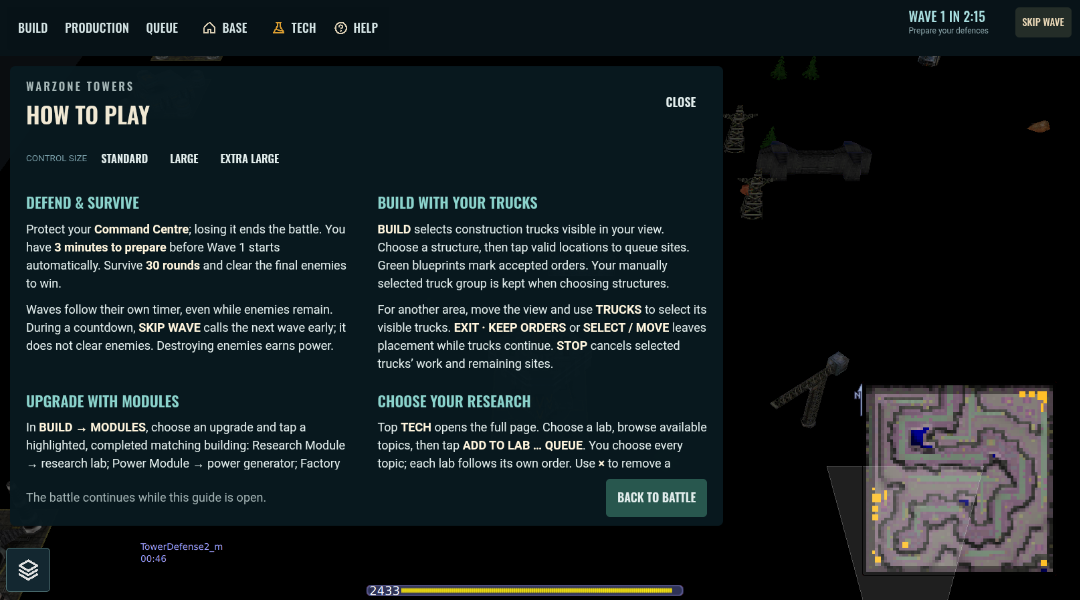 BUILD PRODUCTION QUEUE BASE TECH HELP
WAVE 1 IN 2:15
Prepare your defences
SKIP WAVE
WARZONE TOWERS
HOW TO PLAY
CLOSE
CONTROL SIZE STANDARD LARGE EXTRA LARGE
DEFEND & SURVIVE
Protect your Command Centre; losing it ends the battle. You
have 3 minutes to prepare before Wave 1 starts
automatically. Survive 30 rounds and clear the final enemies
to win.
Waves follow their own timer, even while enemies remain.
During a countdown, SKIP WAVE calls the next wave early; it
does not clear enemies. Destroying enemies earns power.
BUILD WITH YOUR TRUCKS
BUILD selects construction trucks visible in your view.
Choose a structure, then tap valid locations to queue sites.
Green blueprints mark accepted orders. Your manually
selected truck group is kept when choosing structures.
For another area, move the view and use TRUCKS to select its
visible trucks. EXIT · KEEP ORDERS or SELECT / MOVE leaves
placement while trucks continue. STOP cancels selected
trucks’ work and remaining sites.
UPGRADE WITH MODULES
In BUILD → MODULES, choose an upgrade and tap a
highlighted, completed matching building: Research Module
→ research lab; Power Module → power generator; Factory
CHOOSE YOUR RESEARCH
Top TECH opens the full page. Choose a lab, browse available
topics, then tap ADD TO LAB … QUEUE. You choose every
topic; each lab follows its own order. Use × to remove a
The battle continues while this guide is open.
BACK TO BATTLE
TowerDefense2_m
00:46
2433